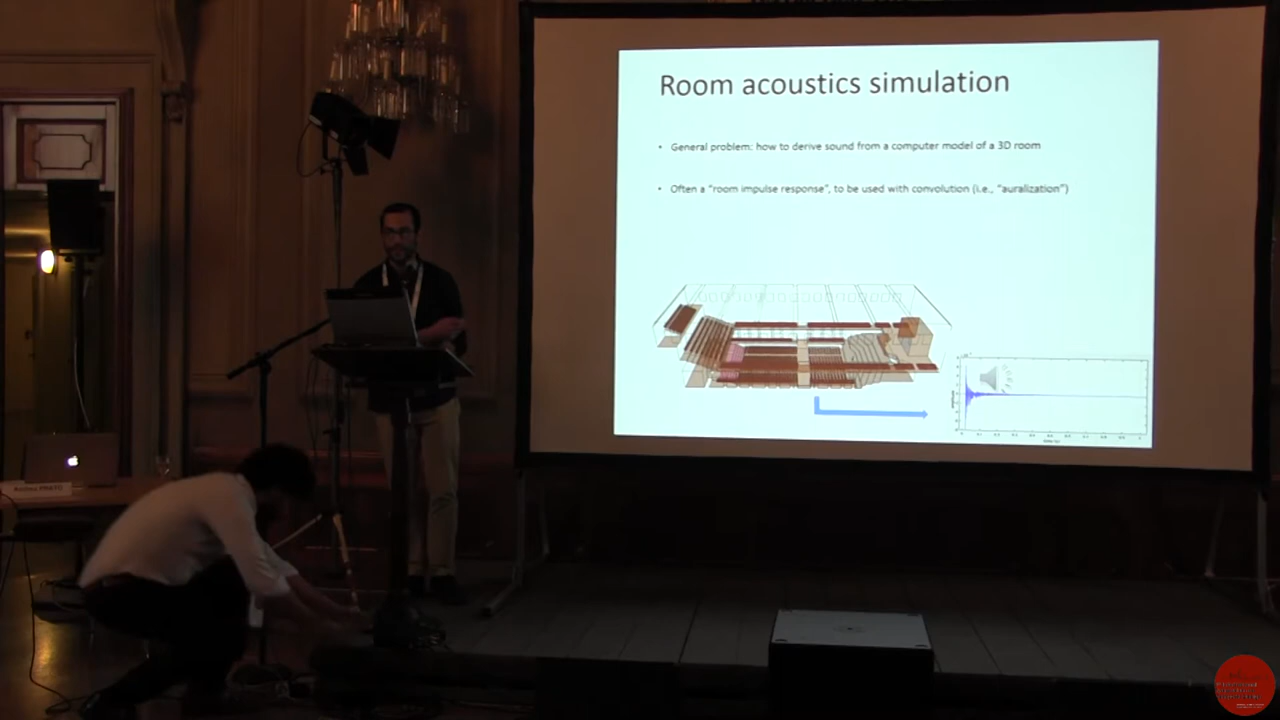 Room acoustics simulation
• General problem: how to derive sound from a computer model of a 3D room
• Often a "room impulse response", to be used with convolution (i.e., "auralization")